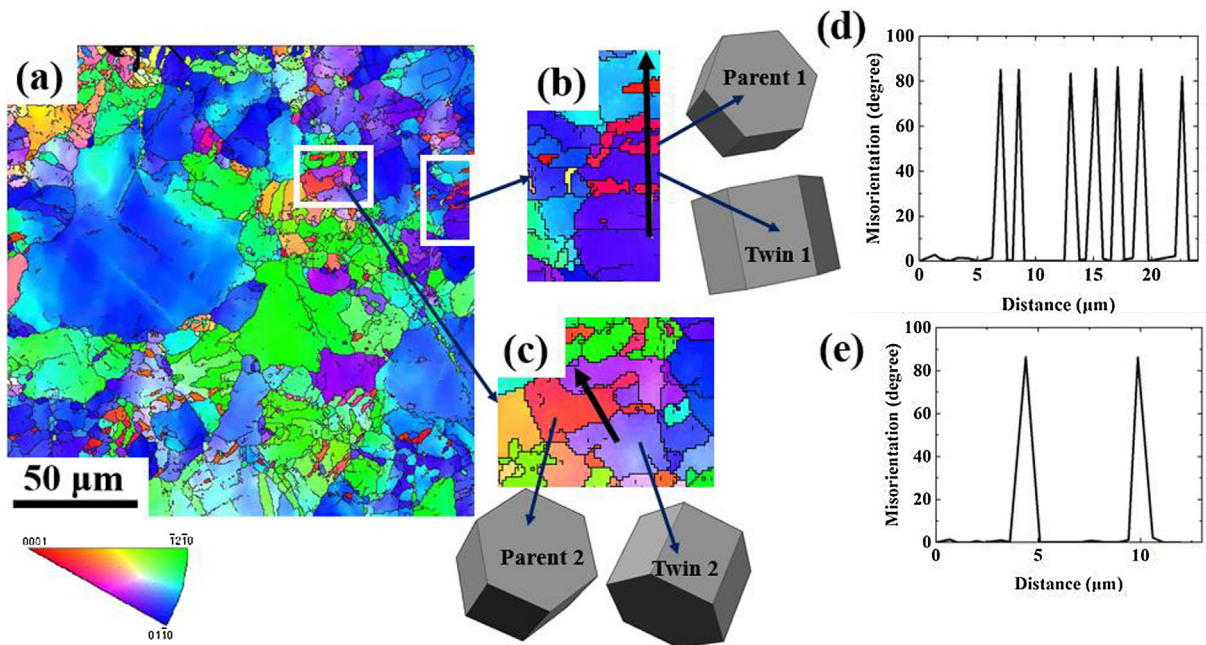 (a)
50 μm
0001
1̅21̅0
011̅0
(b)
Parent 1
Twin 1
(c)
Parent 2
Twin 2
(d)
100
80
60
40
20
0
0
5
10
15
20
Misorientation (degree)
Distance (μm)
(e)
100
80
60
40
20
0
0
5
10
Misorientation (degree)
Distance (μm)